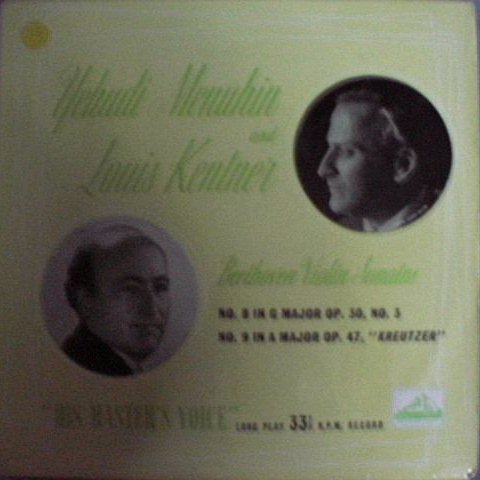 Yehudi Menuhin
and
Louis Kentner
Beethoven Violin Sonatas
NO. 8 IN G MAJOR OP. 30, NO. 3
NO. 9 IN A MAJOR OP. 47, "KREUTZER"
"HIS MASTER'S VOICE"
LONG PLAY 33⅓ R.P.M. RECORD